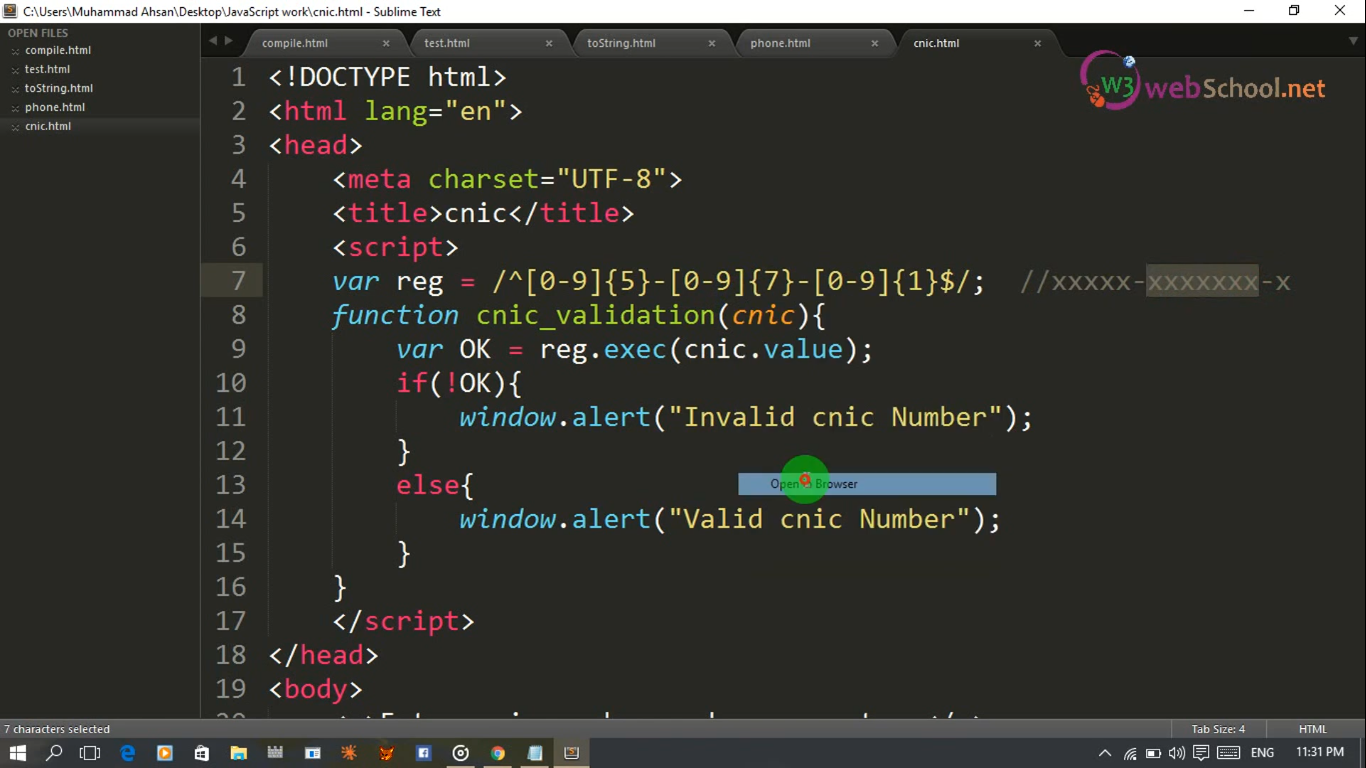 C:\Users\Muhammad Ahsan\Desktop\JavaScript work\cnic.html - Sublime Text
OPEN FILES
compile.html
test.html
toString.html
phone.html
cnic.html
compile.html
test.html
toString.html
phone.html
cnic.html
W3 webSchool.net
1 <!DOCTYPE html>
2 <html lang="en">
3 <head>
4 <meta charset="UTF-8">
5 <title>cnic</title>
6 <script>
7 var reg = /^[0-9]{5}-[0-9]{7}-[0-9]{1}$/; //xxxxx-xxxxxxx-x
8 function cnic_validation(cnic){
9 var OK = reg.exec(cnic.value);
10 if(!OK){
11 window.alert("Invalid cnic Number");
12 }
13 else{
Open in Browser
14 window.alert("Valid cnic Number");
15 }
16 }
17 </script>
18 </head>
19 <body>
7 characters selected
Tab Size: 4
HTML
ENG
11:31 PM